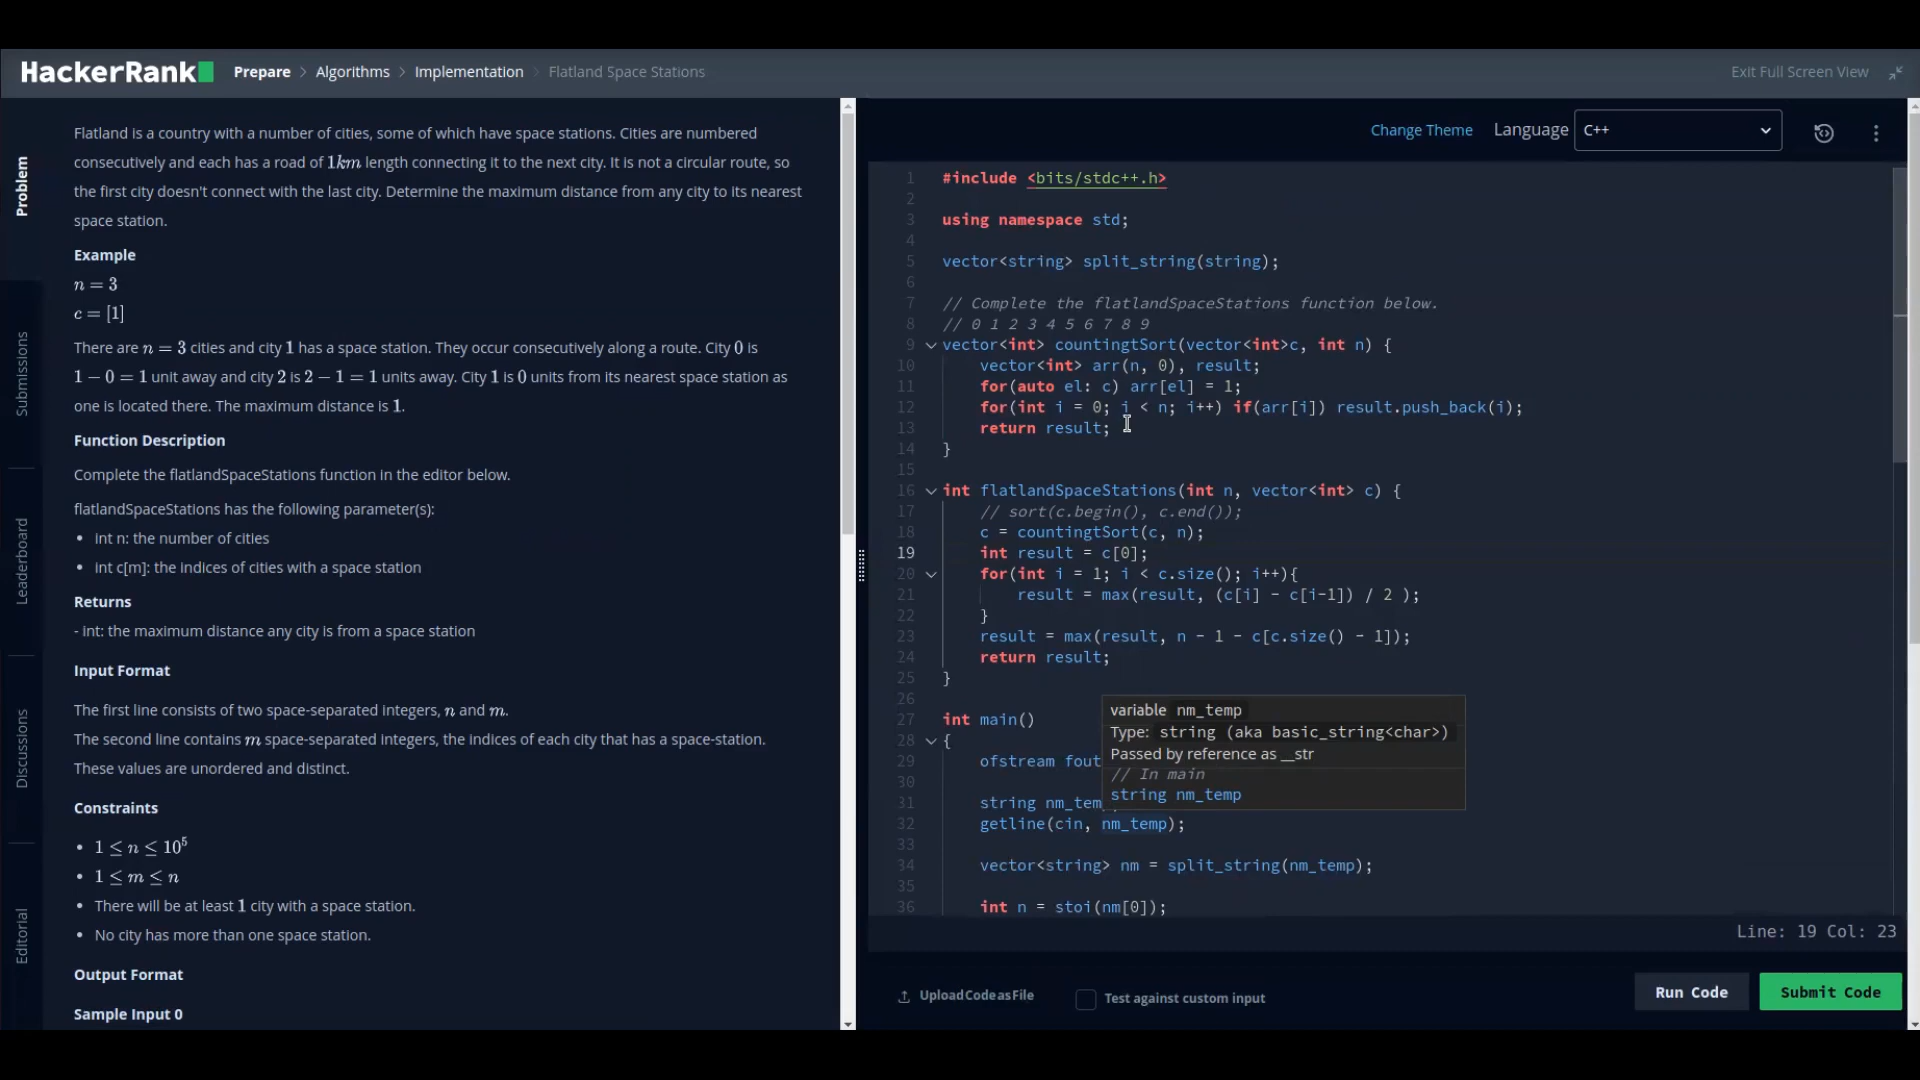 HackerRank Prepare > Algorithms > Implementation > Flatland Space Stations Exit Full Screen View
Problem
Submissions
Leaderboard
Discussions
Editorial
Flatland is a country with a number of cities, some of which have space stations. Cities are numbered
consecutively and each has a road of 1km length connecting it to the next city. It is not a circular route, so
the first city doesn't connect with the last city. Determine the maximum distance from any city to its nearest
space station.
Example
n = 3
c = [1]
There are n = 3 cities and city 1 has a space station. They occur consecutively along a route. City 0 is
1 − 0 = 1 unit away and city 2 is 2 − 1 = 1 units away. City 1 is 0 units from its nearest space station as
one is located there. The maximum distance is 1.
Function Description
Complete the flatlandSpaceStations function in the editor below.
flatlandSpaceStations has the following parameter(s):
• int n: the number of cities
• int c[m]: the indices of cities with a space station
Returns
- int: the maximum distance any city is from a space station
Input Format
The first line consists of two space-separated integers, n and m.
The second line contains m space-separated integers, the indices of each city that has a space-station.
These values are unordered and distinct.
Constraints
• 1 ≤ n ≤ 10⁵
• 1 ≤ m ≤ n
• There will be at least 1 city with a space station.
• No city has more than one space station.
Output Format
Sample Input 0
Change Theme Language C++
1 #include <bits/stdc++.h>
2
3 using namespace std;
4
5 vector<string> split_string(string);
6
7 // Complete the flatlandSpaceStations function below.
8 // 0 1 2 3 4 5 6 7 8 9
9 vector<int> countingtSort(vector<int>c, int n) {
10 vector<int> arr(n, 0), result;
11 for(auto el: c) arr[el] = 1;
12 for(int i = 0; i < n; i++) if(arr[i]) result.push_back(i);
13 return result;
14 }
15
16 int flatlandSpaceStations(int n, vector<int> c) {
17 // sort(c.begin(), c.end());
18 c = countingtSort(c, n);
19 int result = c[0];
20 for(int i = 1; i < c.size(); i++){
21 result = max(result, (c[i] - c[i-1]) / 2 );
22 }
23 result = max(result, n - 1 - c[c.size() - 1]);
24 return result;
25 }
26
27 int main()
28 {
29 ofstream fout
30
31 string nm_tem
32 getline(cin, nm_temp);
33
34 vector<string> nm = split_string(nm_temp);
35
36 int n = stoi(nm[0]);
variable nm_temp
Type: string (aka basic_string<char>)
Passed by reference as __str
// In main
string nm_temp
Line: 19 Col: 23
Upload Code as File Test against custom input Run Code Submit Code